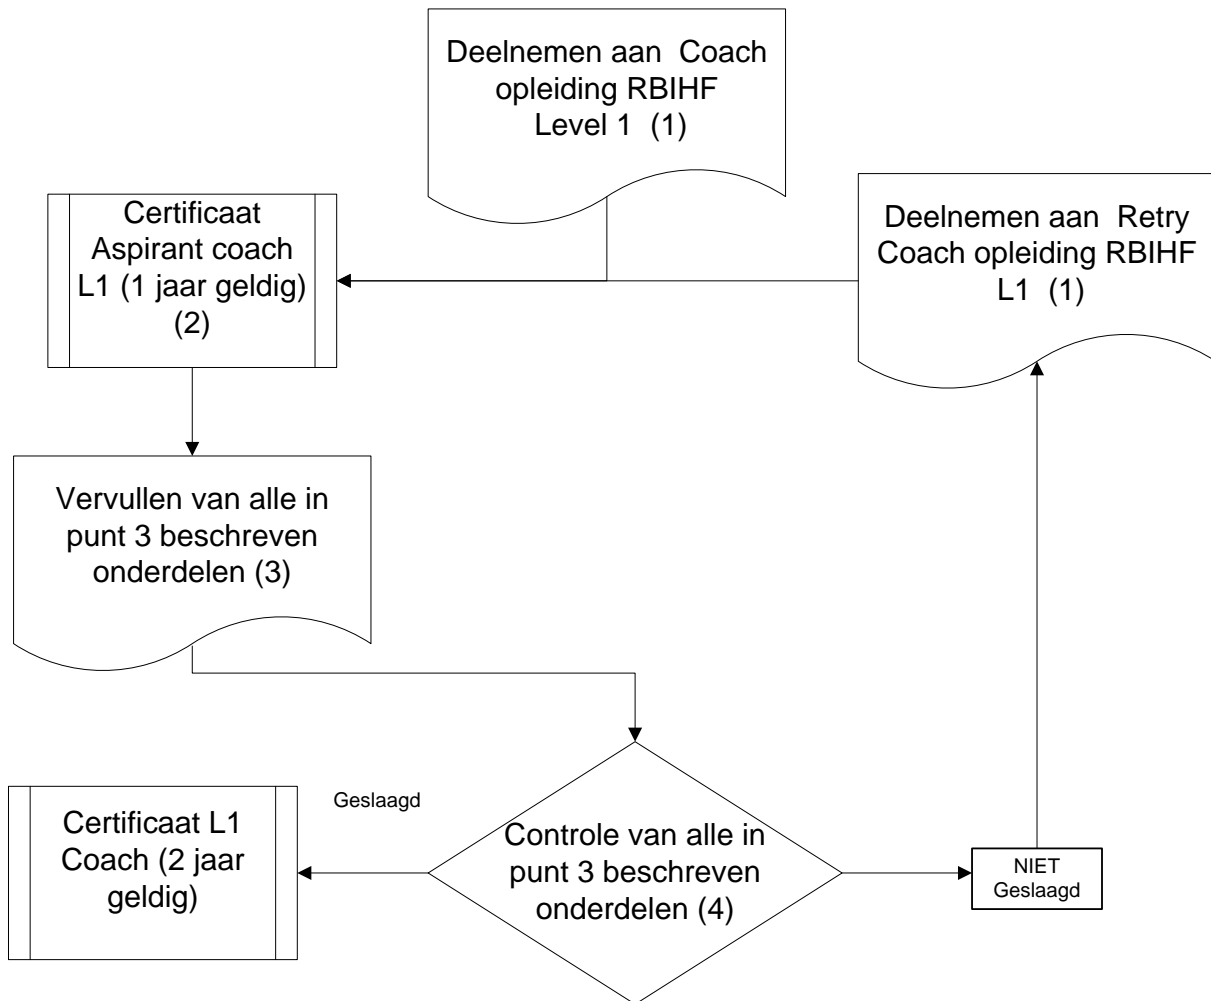 Deelnemen aan Coach
opleiding RBIHF
Level 1 (1)
Certificaat
Aspirant coach
L1 (1 jaar geldig)
(2)
Deelnemen aan Retry
Coach opleiding RBIHF
L1 (1)
Vervullen van alle in
punt 3 beschreven
onderdelen (3)
Geslaagd
Certificaat L1
Coach (2 jaar
geldig)
Controle van alle in
punt 3 beschreven
onderdelen (4)
NIET
Geslaagd